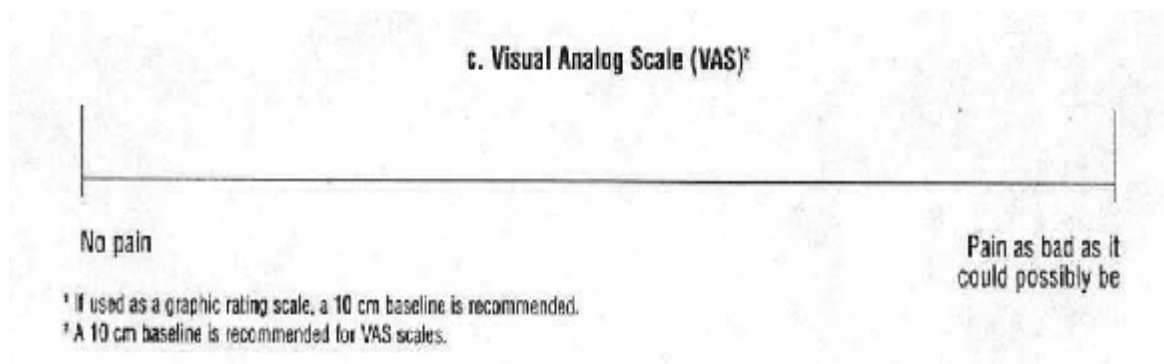 c. Visual Analog Scale (VAS)²
No pain
Pain as bad as it
could possibly be
¹ If used as a graphic rating scale, a 10 cm baseline is recommended.
² A 10 cm baseline is recommended for VAS scales.